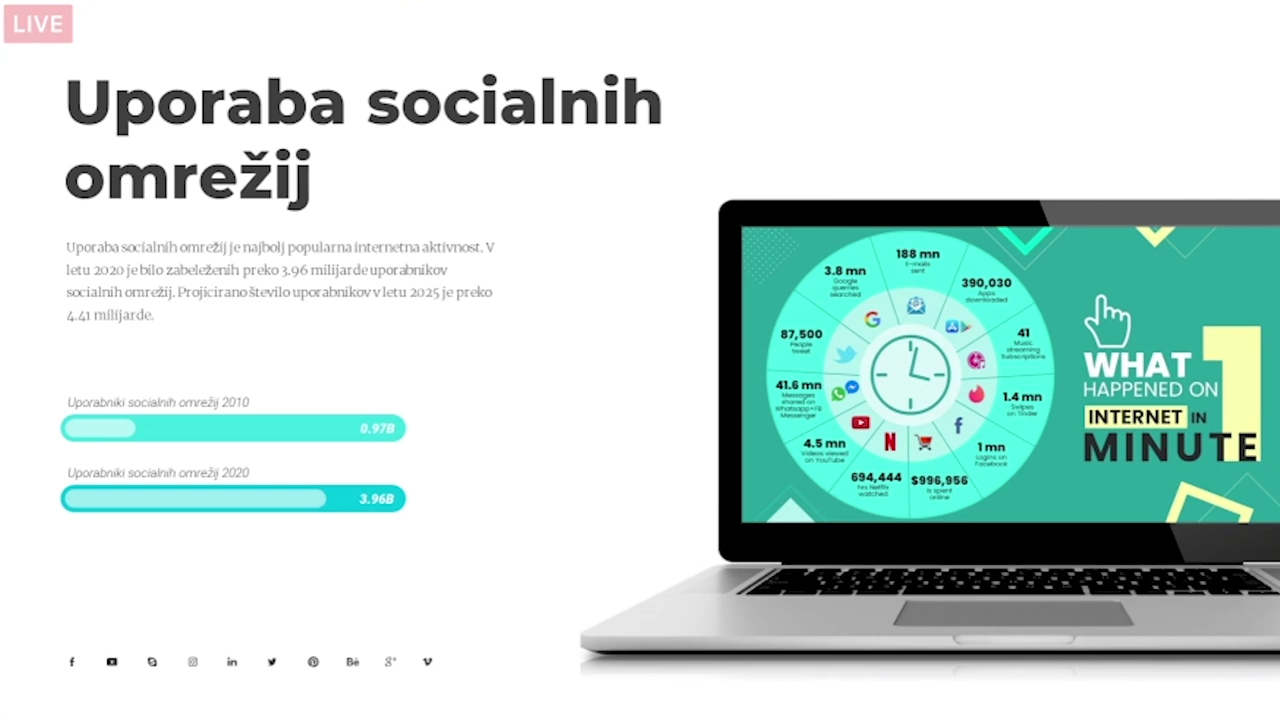 LIVE
Uporaba socialnih
omrežij
Uporaba socialnih omrežij je najbolj popularna internetna aktivnost. V
letu 2020 je bilo zabeleženih preko 3.96 milijarde uporabnikov
socialnih omrežij. Projicirano število uporabnikov v letu 2025 je preko
4.41 milijarde.
Uporabniki socialnih omrežij 2010
0.97B
Uporabniki socialnih omrežij 2020
3.96B
188 mn
E-mails
sent
390,030
Apps
downloaded
41
Music
streaming
Subscriptions
1.4 mn
Swipes
on Tinder
1 mn
Logins on
Facebook
$996,956
is spent
online
694,444
hrs Netflix
watched
4.5 mn
Videos viewed
on YouTube
41.6 mn
Messages
shared on
Whatsapp+FB
Messenger
87,500
People
tweet
3.8 mn
Google
querries
searched
WHAT
HAPPENED ON
INTERNET IN
1
MINUTE